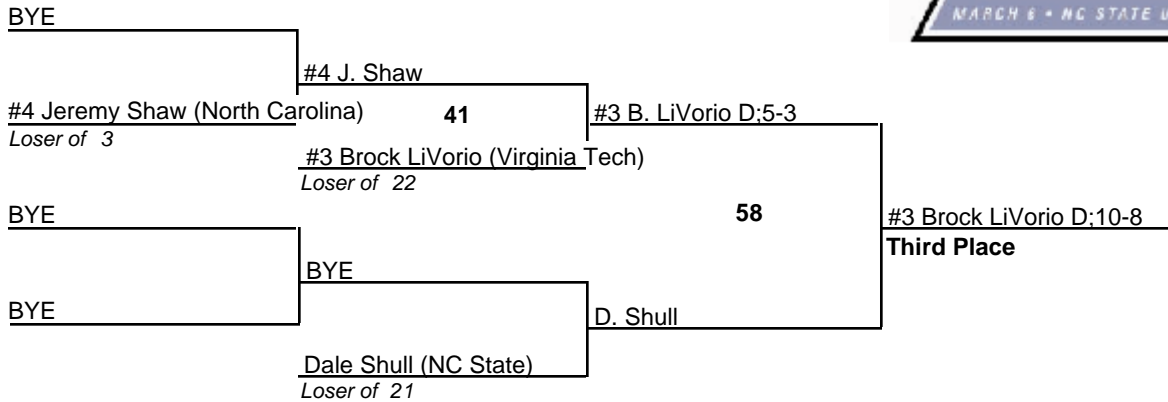 MARCH 6 • NC STATE
BYE
#4 J. Shaw
#4 Jeremy Shaw (North Carolina)
41
#3 B. LiVorio D;5-3
Loser of 3
#3 Brock LiVorio (Virginia Tech)
Loser of 22
BYE
58
#3 Brock LiVorio D;10-8
Third Place
BYE
BYE
D. Shull
Dale Shull (NC State)
Loser of 21